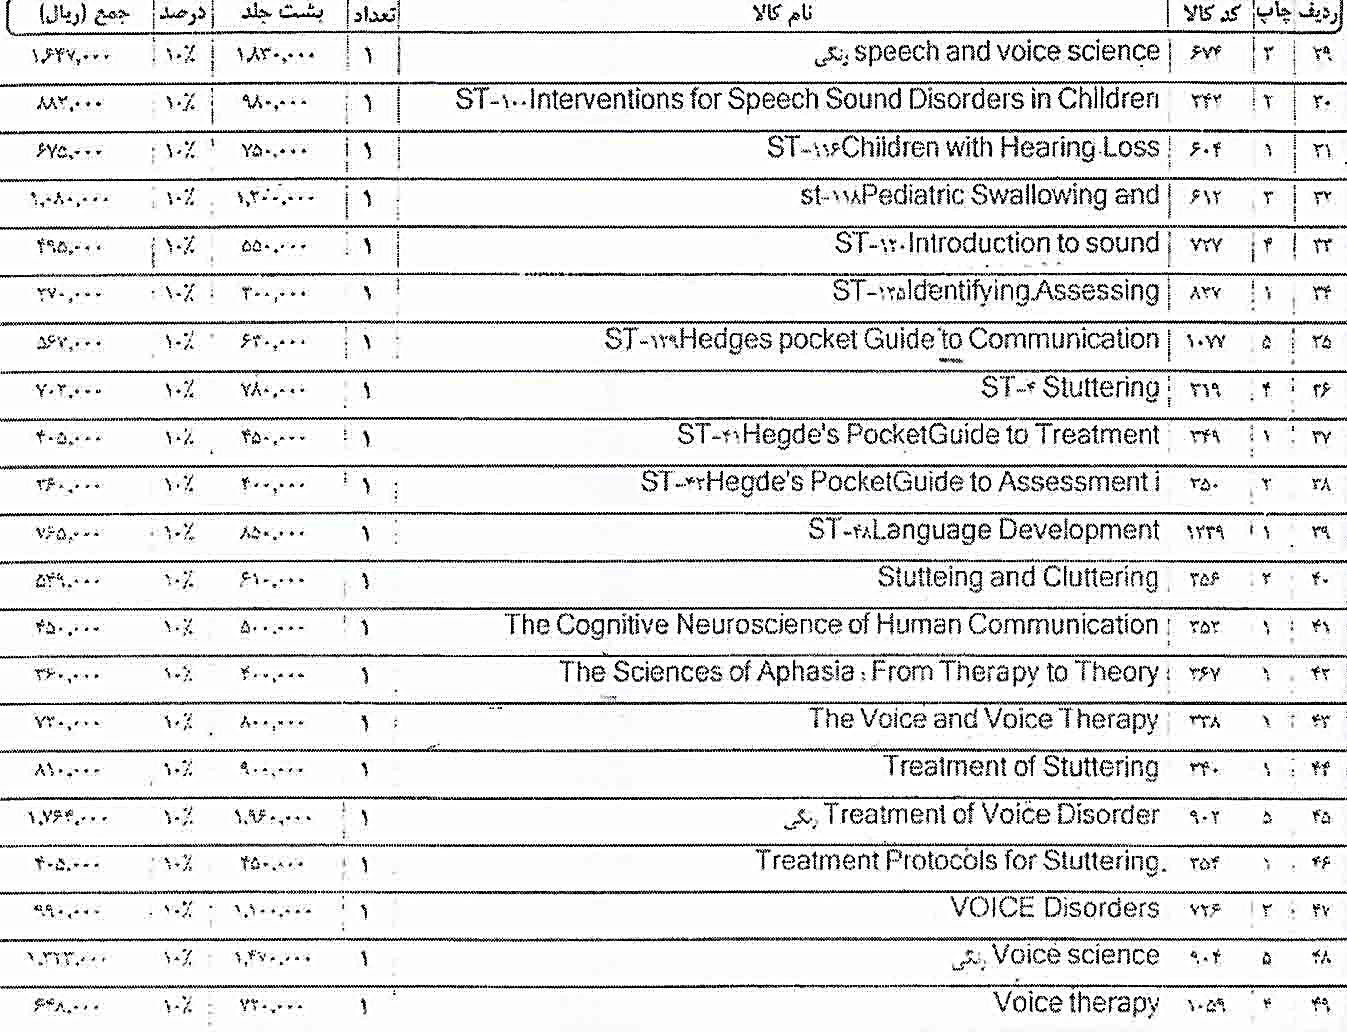 ردیف چاپ کد کالا نام کالا تعداد پشت جلد درصد جمع (ریال)
۲۹ ۳ ۶۷۴ speech and voice science رنگی ۱ ۱,۸۳۰,۰۰۰ ۱۰٪ ۱,۶۴۷,۰۰۰
۳۰ ۲ ۳۴۲ ST-۱۰۰Interventions for Speech Sound Disorders in Children ۱ ۹۸۰,۰۰۰ ۱۰٪ ۸۸۲,۰۰۰
۳۱ ۱ ۶۰۴ ST-۱۱۶Children with Hearing Loss ۱ ۷۵۰,۰۰۰ ۱۰٪ ۶۷۵,۰۰۰
۳۲ ۳ ۶۱۲ st-۱۱۸Pediatric Swallowing and ۱ ۱,۲۰۰,۰۰۰ ۱۰٪ ۱,۰۸۰,۰۰۰
۳۳ ۴ ۷۲۷ ST-۱۲۰Introduction to sound ۱ ۵۵۰,۰۰۰ ۱۰٪ ۴۹۵,۰۰۰
۳۴ ۱ ۸۲۷ ST-۱۲۵Identifying,Assessing ۱ ۳۰۰,۰۰۰ ۱۰٪ ۲۷۰,۰۰۰
۳۵ ۵ ۱۰۷۷ ST-۱۲۹Hedges pocket Guide to Communication ۱ ۶۳۰,۰۰۰ ۱۰٪ ۵۶۷,۰۰۰
۳۶ ۴ ۳۱۹ ST-۴ Stuttering ۱ ۷۸۰,۰۰۰ ۱۰٪ ۷۰۲,۰۰۰
۳۷ ۱ ۳۴۹ ST-۴۱Hegde's PocketGuide to Treatment ۱ ۴۵۰,۰۰۰ ۱۰٪ ۴۰۵,۰۰۰
۳۸ ۲ ۳۵۰ ST-۴۲Hegde's PocketGuide to Assessment i ۱ ۴۰۰,۰۰۰ ۱۰٪ ۳۶۰,۰۰۰
۳۹ ۱ ۱۲۳۹ ST-۴۸Language Development ۱ ۸۵۰,۰۰۰ ۱۰٪ ۷۶۵,۰۰۰
۴۰ ۲ ۳۵۶ Stutteing and Cluttering ۱ ۶۱۰,۰۰۰ ۱۰٪ ۵۴۹,۰۰۰
۴۱ ۱ ۳۵۲ The Cognitive Neuroscience of Human Communication ۱ ۵۰۰,۰۰۰ ۱۰٪ ۴۵۰,۰۰۰
۴۲ ۱ ۳۶۷ The Sciences of Aphasia : From Therapy to Theory ۱ ۴۰۰,۰۰۰ ۱۰٪ ۳۶۰,۰۰۰
۴۳ ۱ ۳۳۸ The Voice and Voice Therapy ۱ ۸۰۰,۰۰۰ ۱۰٪ ۷۲۰,۰۰۰
۴۴ ۱ ۳۴۰ Treatment of Stuttering ۱ ۹۰۰,۰۰۰ ۱۰٪ ۸۱۰,۰۰۰
۴۵ ۵ ۹۰۲ Treatment of Voice Disorder رنگی ۱ ۱,۹۶۰,۰۰۰ ۱۰٪ ۱,۷۶۴,۰۰۰
۴۶ ۱ ۳۵۴ Treatment Protocols for Stuttering. ۱ ۴۵۰,۰۰۰ ۱۰٪ ۴۰۵,۰۰۰
۴۷ ۳ ۷۲۶ VOICE Disorders ۱ ۱,۱۰۰,۰۰۰ ۱۰٪ ۹۹۰,۰۰۰
۴۸ ۵ ۹۰۴ Voice science رنگی ۱ ۱,۴۷۰,۰۰۰ ۱۰٪ ۱,۳۲۳,۰۰۰
۴۹ ۴ ۱۰۵۹ Voice therapy ۱ ۷۲۰,۰۰۰ ۱۰٪ ۶۴۸,۰۰۰